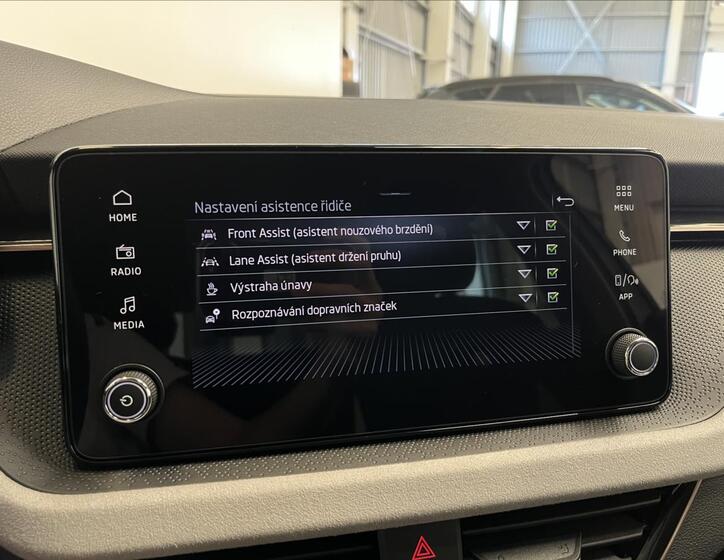 HOME
RADIO
MEDIA
Nastavení asistence řidiče
Front Assist (asistent nouzového brzdění)
Lane Assist (asistent držení pruhu)
Výstraha únavy
Rozpoznávání dopravních značek
MENU
PHONE
APP